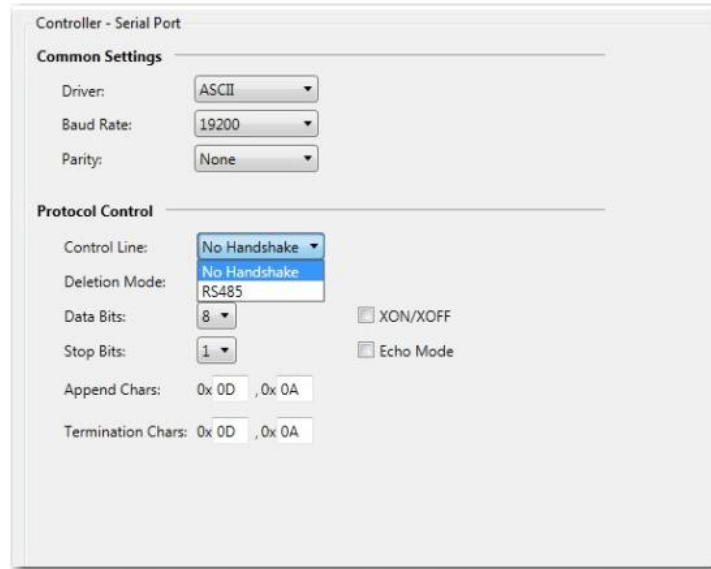 Controller - Serial Port
Common Settings
Driver: ASCII
Baud Rate: 19200
Parity: None
Protocol Control
Control Line: No Handshake
No Handshake
Deletion Mode:
RS485
Data Bits: 8 XON/XOFF
Stop Bits: 1 Echo Mode
Append Chars: 0x 0D , 0x 0A
Termination Chars: 0x 0D , 0x 0A